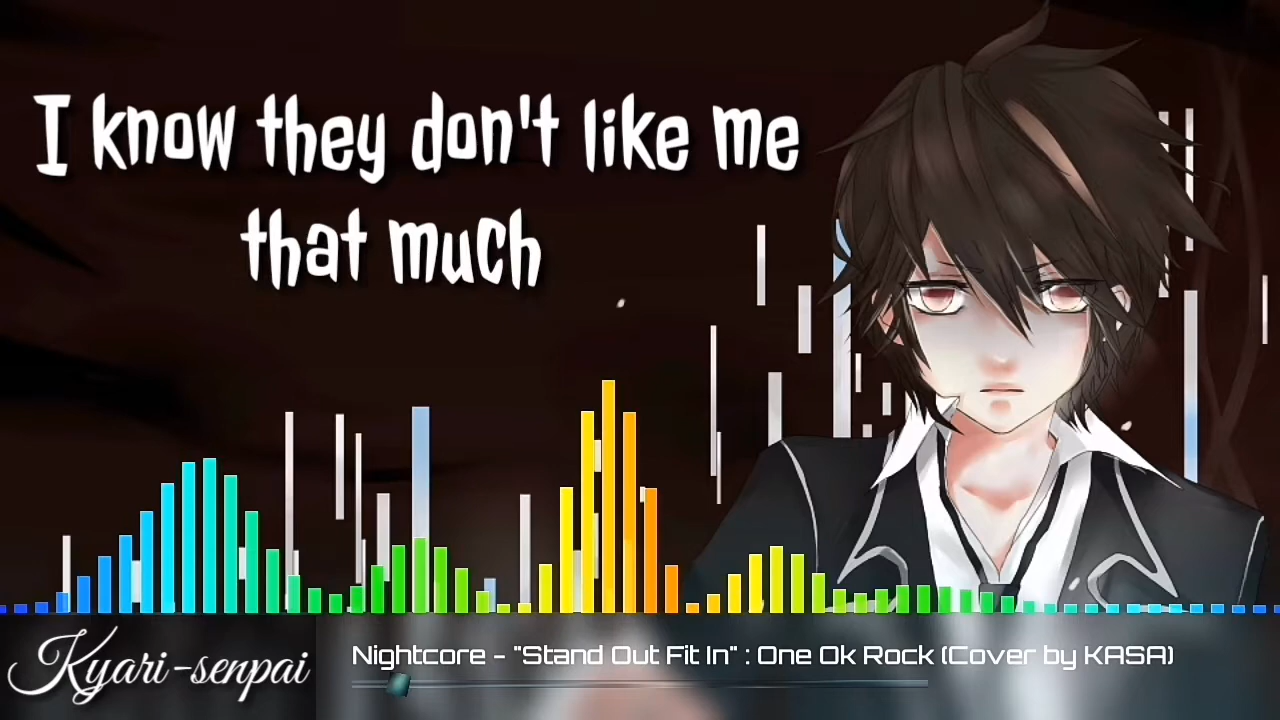 I know they don't like me
that much
Kyari-senpai
Nightcore - "Stand Out Fit In" : One Ok Rock (Cover by KASA)